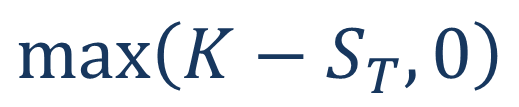 max(𝐾 − 𝑆_𝑇, 0)